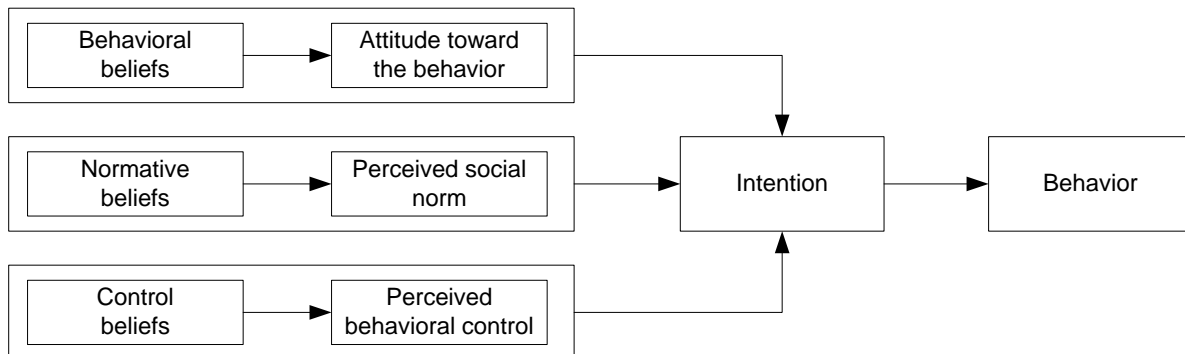 Behavioral
beliefs
Attitude toward
the behavior
Normative
beliefs
Perceived social
norm
Intention
Behavior
Control
beliefs
Perceived
behavioral control